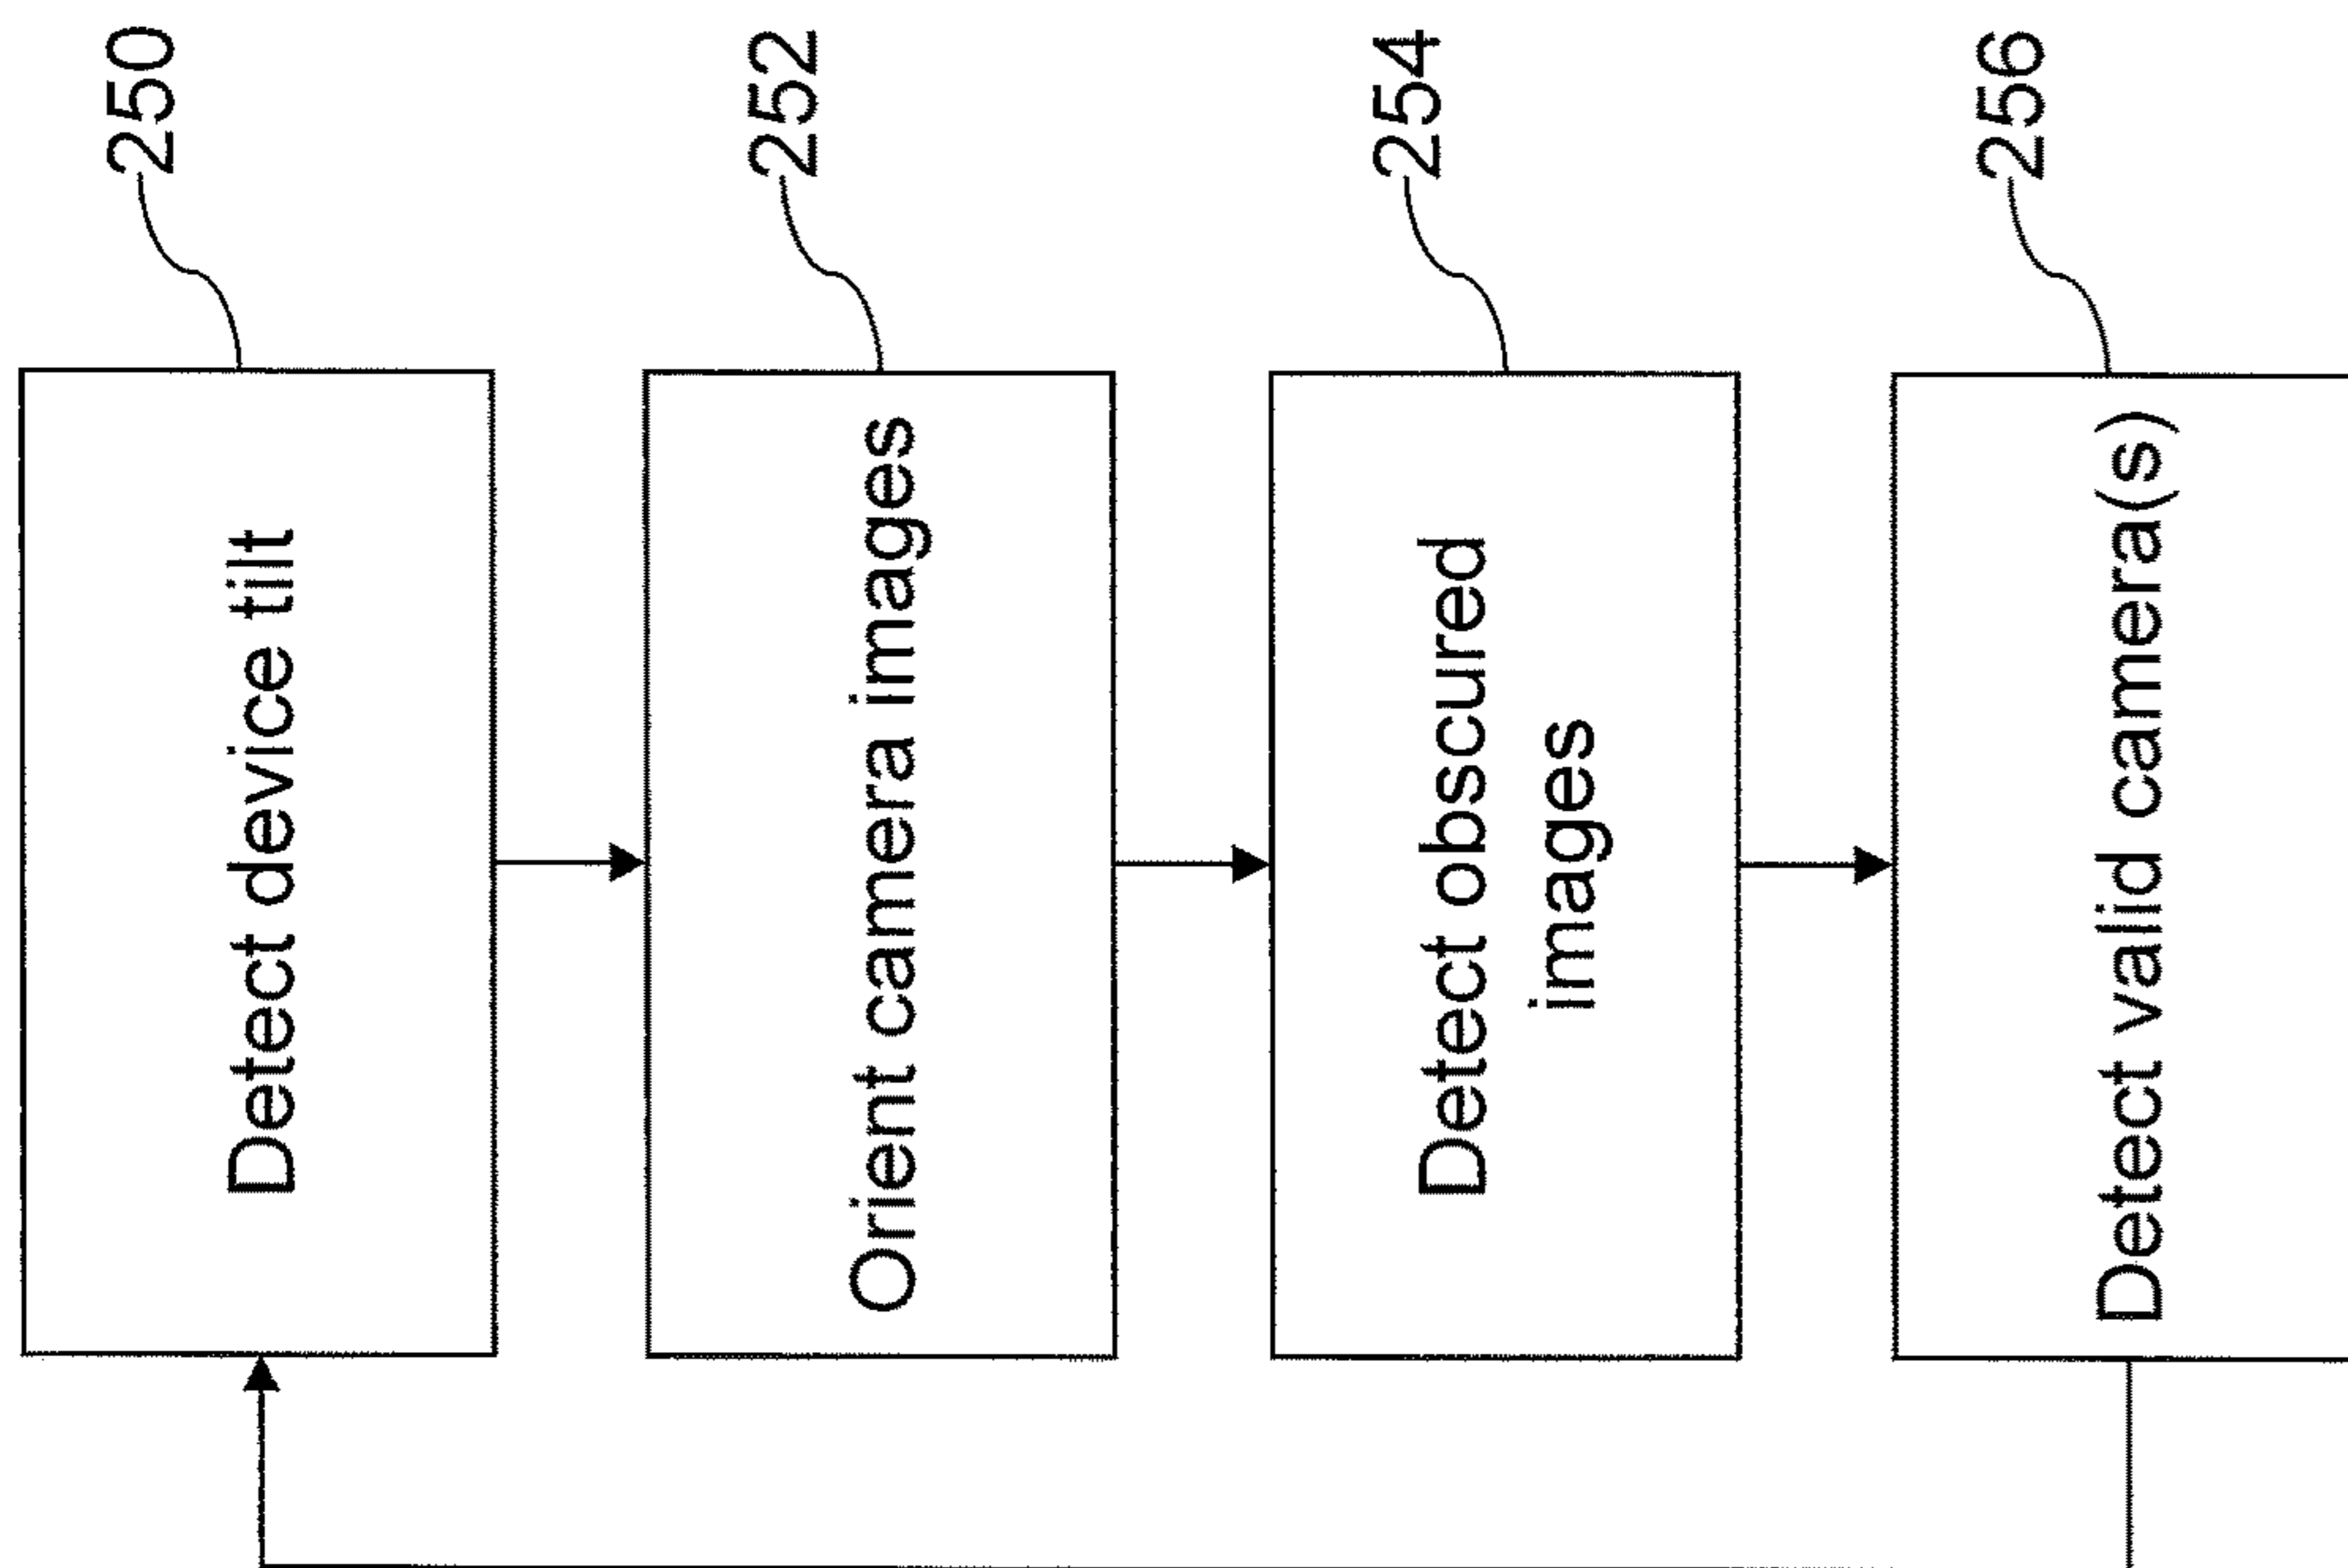 Detect device tilt
250
Orient camera images
252
Detect obscured
images
254
Detect valid camera(s)
256